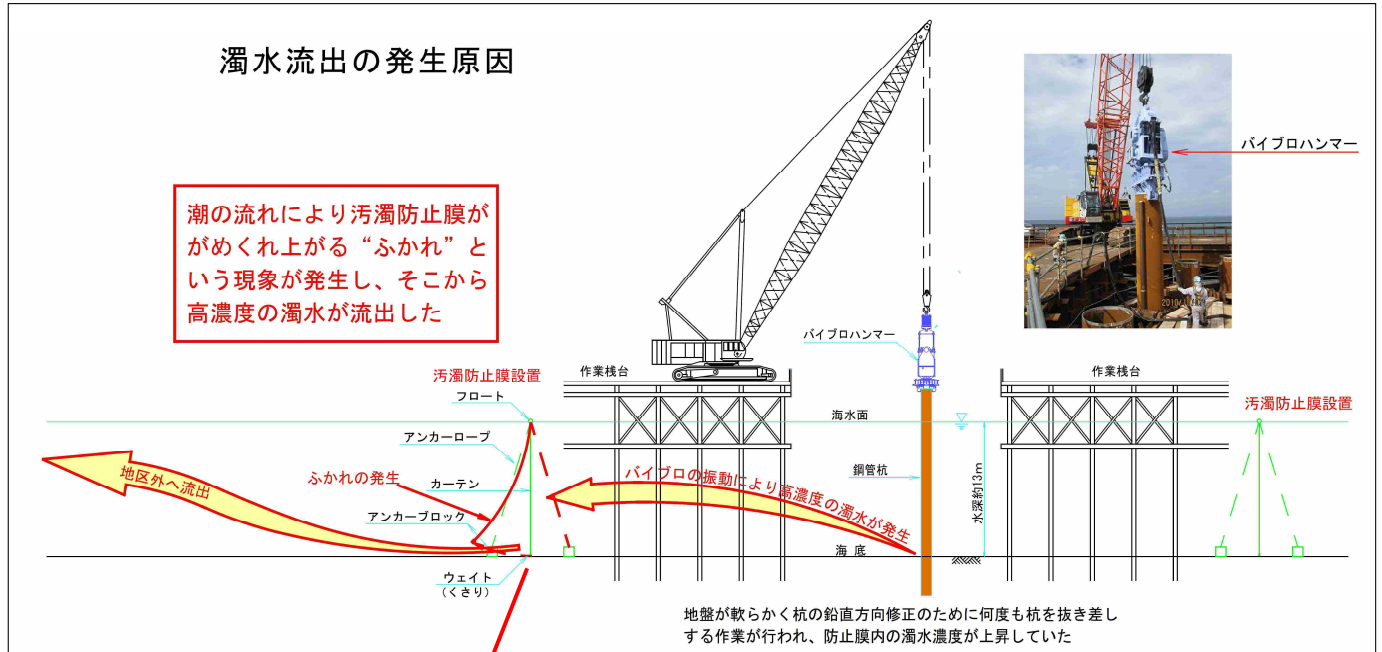 濁水流出の発生原因
潮の流れにより汚濁防止膜が
がめくれ上がる“ふかれ”と
いう現象が発生し、そこから
高濃度の濁水が流出した
バイブロハンマー
バイブロハンマー
作業桟台
作業桟台
汚濁防止膜設置
フロート
海水面
汚濁防止膜設置
アンカーロープ
地区外へ流出
ふかれの発生
カーテン
バイブロの振動により高濃度の濁水が発生
鋼管杭
水深約13m
アンカーブロック
海底
ウェイト
(くさり)
地盤が軟らかく杭の鉛直方向修正のために何度も杭を抜き差し
する作業が行われ、防止膜内の濁水濃度が上昇していた